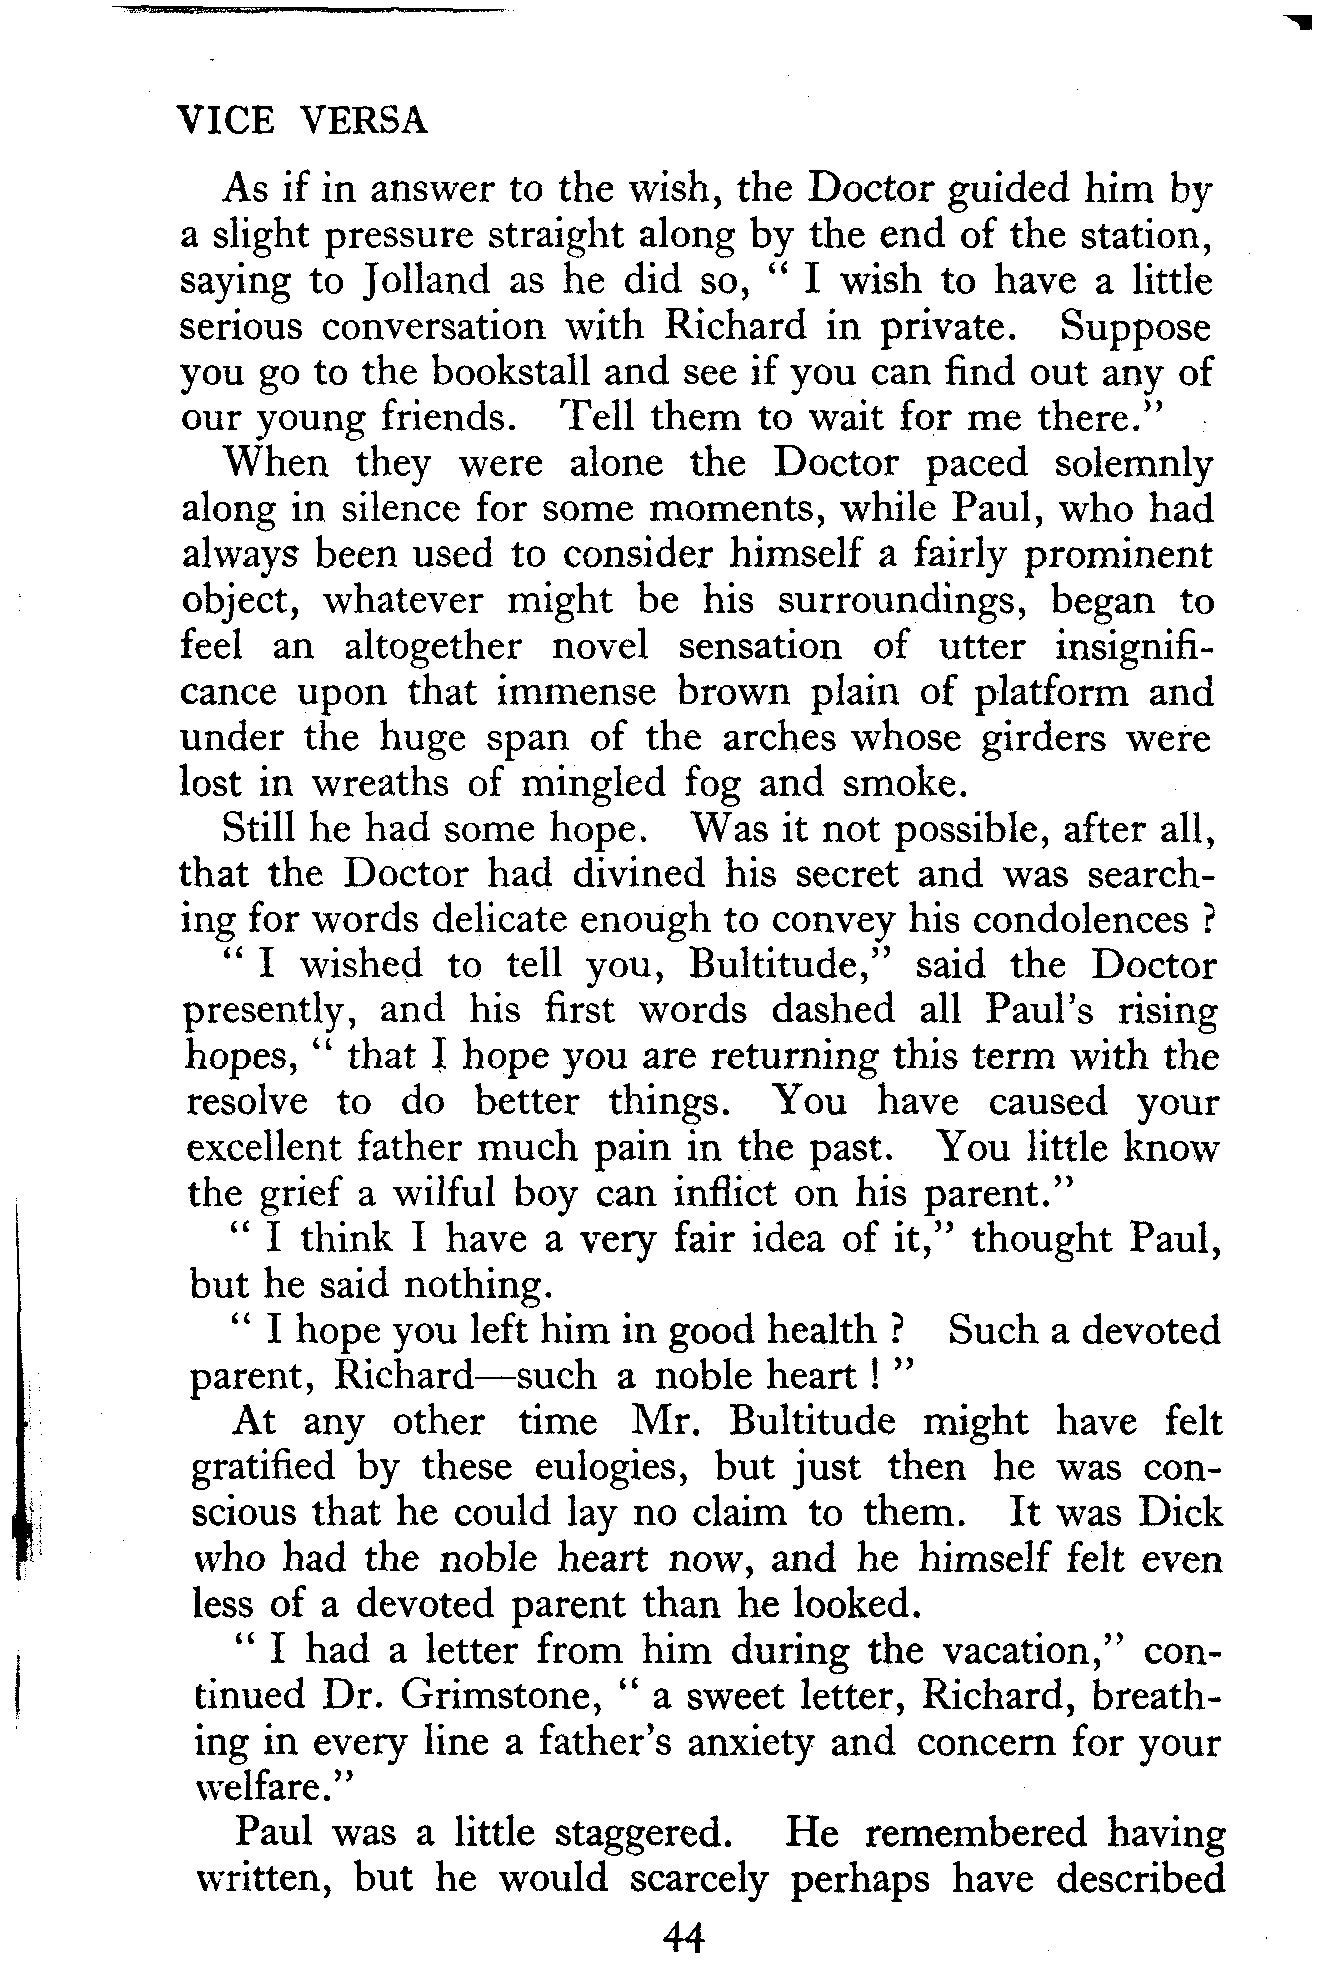 VICE VERSA
As if in answer to the wish, the Doctor guided him by
a slight pressure straight along by the end of the station,
saying to Jolland as he did so, “ I wish to have a little
serious conversation with Richard in private. Suppose
you go to the bookstall and see if you can find out any of
our young friends. Tell them to wait for me there.”
When they were alone the Doctor paced solemnly
along in silence for some moments, while Paul, who had
always been used to consider himself a fairly prominent
object, whatever might be his surroundings, began to
feel an altogether novel sensation of utter insignifi-
cance upon that immense brown plain of platform and
under the huge span of the arches whose girders were
lost in wreaths of mingled fog and smoke.
Still he had some hope. Was it not possible, after all,
that the Doctor had divined his secret and was search-
ing for words delicate enough to convey his condolences ?
“ I wished to tell you, Bultitude,” said the Doctor
presently, and his first words dashed all Paul’s rising
hopes, “ that I hope you are returning this term with the
resolve to do better things. You have caused your
excellent father much pain in the past. You little know
the grief a wilful boy can inflict on his parent.”
“ I think I have a very fair idea of it,” thought Paul,
but he said nothing.
“ I hope you left him in good health ? Such a devoted
parent, Richard—such a noble heart ! ”
At any other time Mr. Bultitude might have felt
gratified by these eulogies, but just then he was con-
scious that he could lay no claim to them. It was Dick
who had the noble heart now, and he himself felt even
less of a devoted parent than he looked.
“ I had a letter from him during the vacation,” con-
tinued Dr. Grimstone, “ a sweet letter, Richard, breath-
ing in every line a father’s anxiety and concern for your
welfare.”
Paul was a little staggered. He remembered having
written, but he would scarcely perhaps have described
44